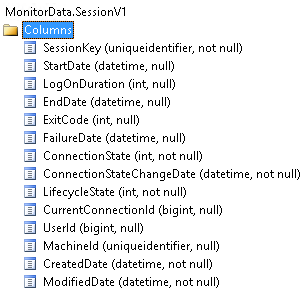 MonitorData.SessionV1
Columns
SessionKey (uniqueidentifier, not null)
StartDate (datetime, null)
LogOnDuration (int, null)
EndDate (datetime, null)
ExitCode (int, null)
FailureDate (datetime, null)
ConnectionState (int, not null)
ConnectionStateChangeDate (datetime, not null)
LifecycleState (int, not null)
CurrentConnectionId (bigint, null)
UserId (bigint, null)
MachineId (uniqueidentifier, null)
CreatedDate (datetime, not null)
ModifiedDate (datetime, not null)